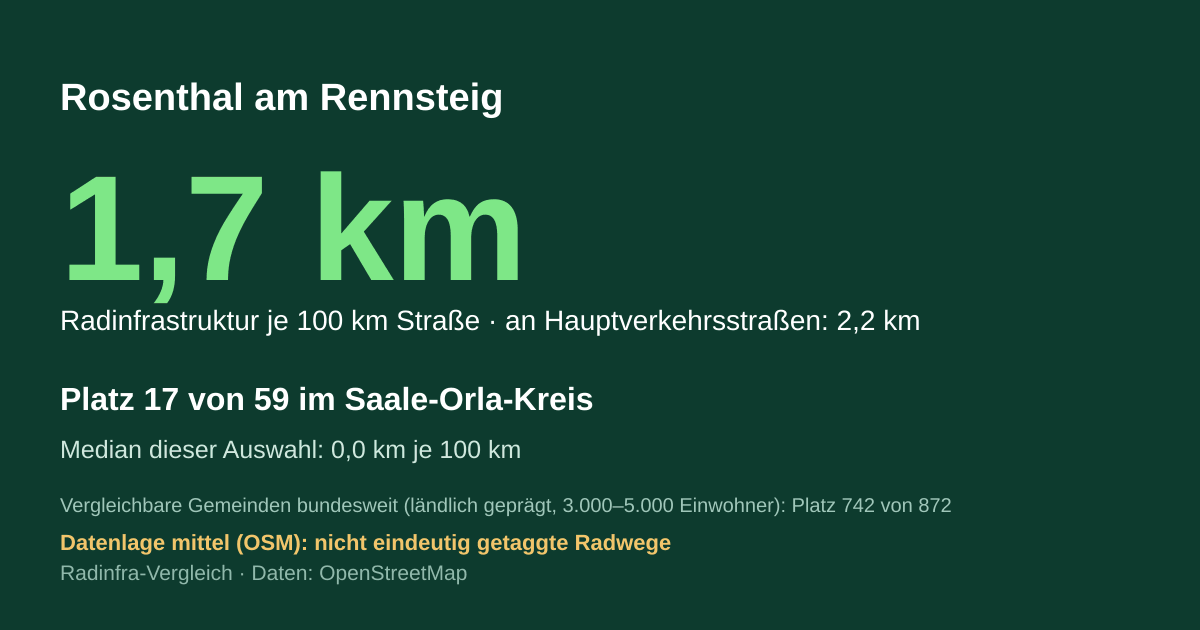 Rosenthal am Rennsteig
1,7 km
Radinfrastruktur je 100 km Straße · an Hauptverkehrsstraßen: 2,2 km
Platz 17 von 59 im Saale-Orla-Kreis
Median dieser Auswahl: 0,0 km je 100 km
Vergleichbare Gemeinden bundesweit (ländlich geprägt, 3.000–5.000 Einwohner): Platz 742 von 872
Datenlage mittel (OSM): nicht eindeutig getaggte Radwege
Radinfra-Vergleich · Daten: OpenStreetMap